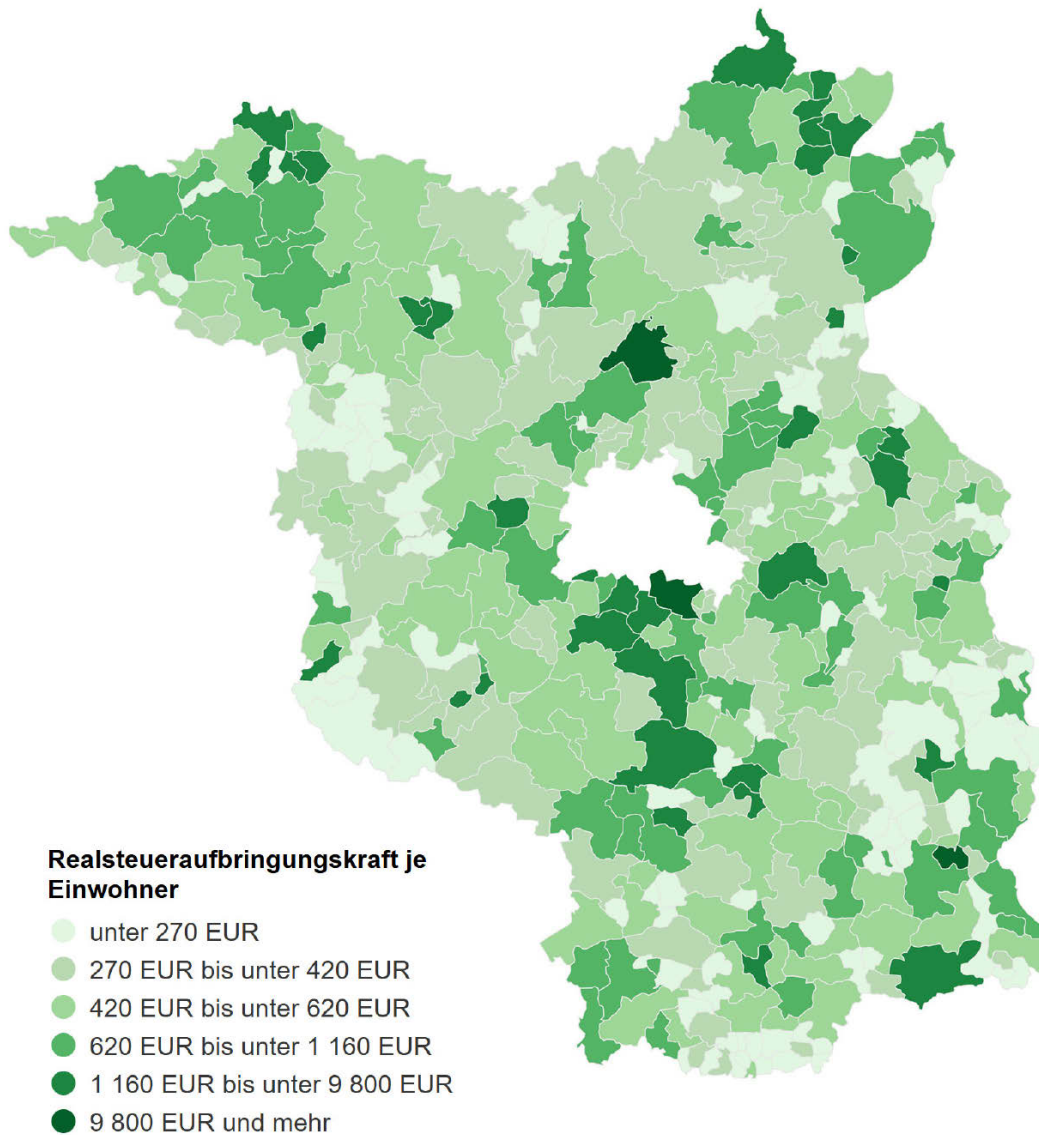 Realsteueraufbringungskraft je
Einwohner
unter 270 EUR
270 EUR bis unter 420 EUR
420 EUR bis unter 620 EUR
620 EUR bis unter 1 160 EUR
1 160 EUR bis unter 9 800 EUR
9 800 EUR und mehr